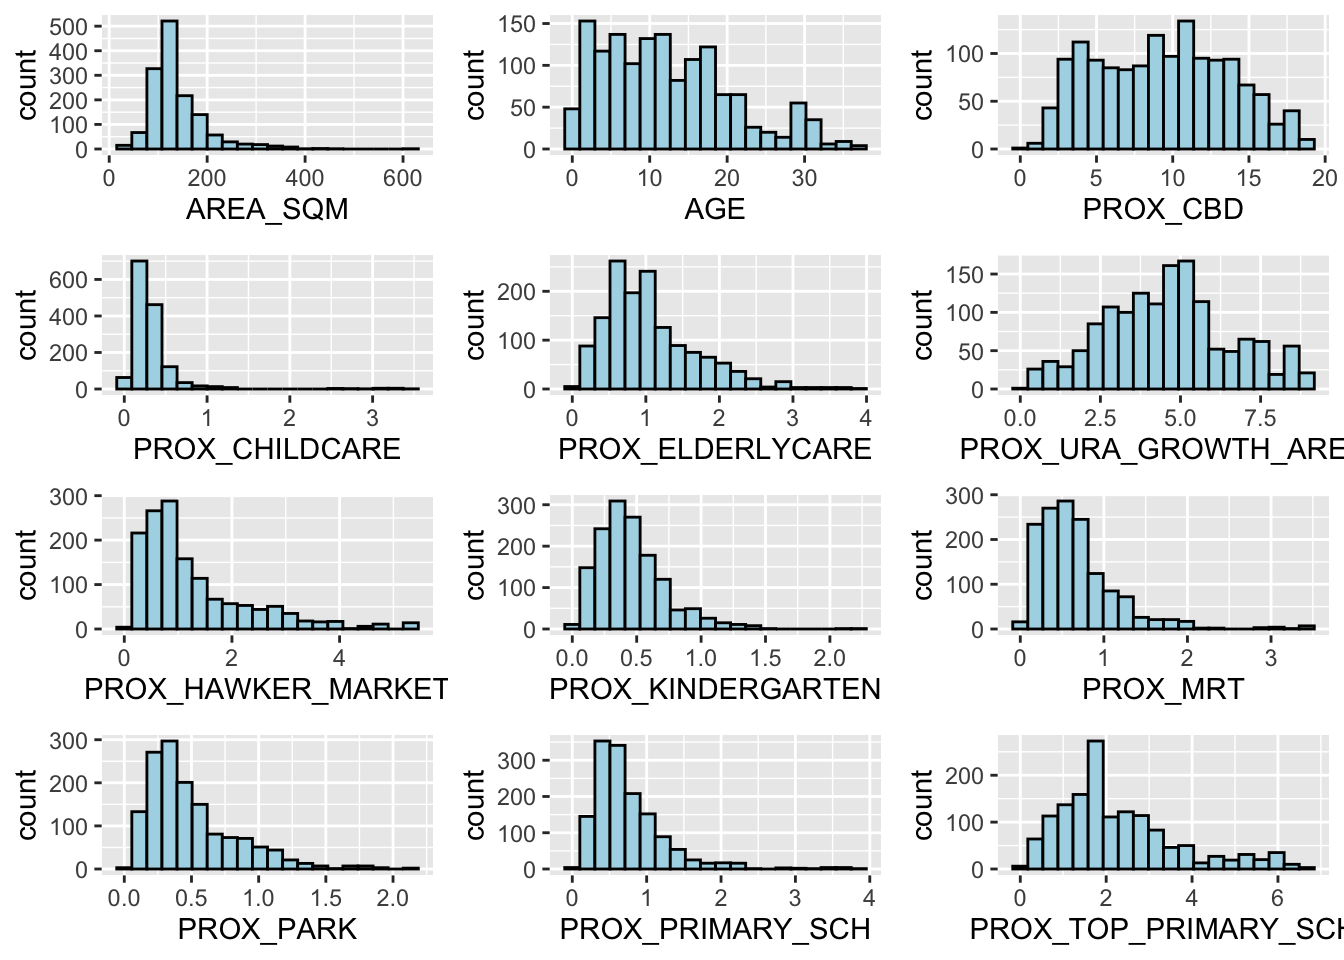 500
400
300
200
100
0
count
0 200 400 600
AREA_SQM
150
100
50
0
count
0 10 20 30
AGE
100
50
0
count
0 5 10 15 20
PROX_CBD
600
400
200
0
count
0 1 2 3
PROX_CHILDCARE
200
100
0
count
0 1 2 3 4
PROX_ELDERLYCARE
150
100
50
0
count
0.0 2.5 5.0 7.5
PROX_URA_GROWTH_ARE
300
200
100
0
count
0 2 4
PROX_HAWKER_MARKET
300
200
100
0
count
0.0 0.5 1.0 1.5 2.0
PROX_KINDERGARTEN
300
200
100
0
count
0 1 2 3
PROX_MRT
300
200
100
0
count
0.0 0.5 1.0 1.5 2.0
PROX_PARK
300
200
100
0
count
0 1 2 3 4
PROX_PRIMARY_SCH
200
100
0
count
0 2 4 6
PROX_TOP_PRIMARY_SCH